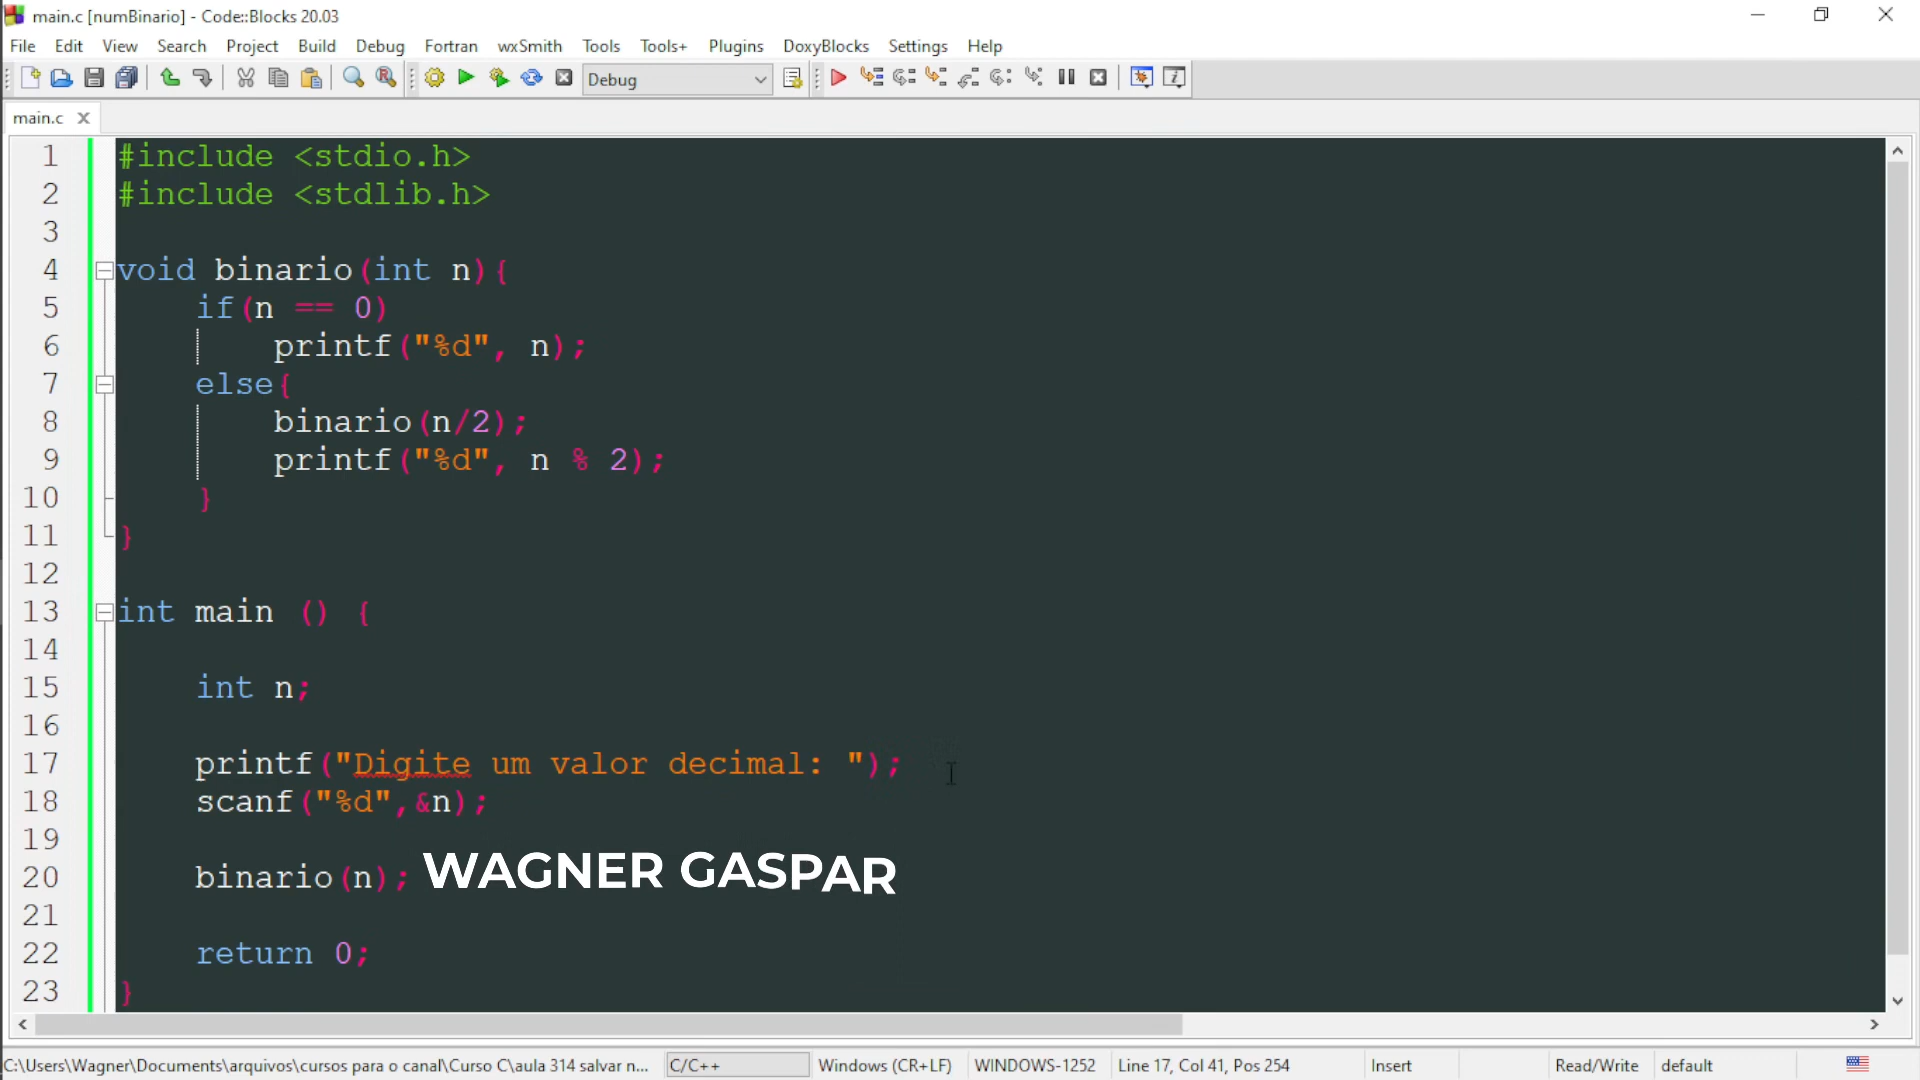 main.c [numBinario] - Code::Blocks 20.03
File Edit View Search Project Build Debug Fortran wxSmith Tools Tools+ Plugins DoxyBlocks Settings Help
Debug
main.c
1 #include <stdio.h>
2 #include <stdlib.h>
3
4 void binario(int n){
5 if(n == 0)
6 printf("%d", n);
7 else{
8 binario(n/2);
9 printf("%d", n % 2);
10 }
11 }
12
13 int main () {
14
15 int n;
16
17 printf("Digite um valor decimal: ");
18 scanf("%d",&n);
19
20 binario(n); WAGNER GASPAR
21
22 return 0;
23 }
C:\Users\Wagner\Documents\arquivos\cursos para o canal\Curso C\aula 314 salvar n... C/C++ Windows (CR+LF) WINDOWS-1252 Line 17, Col 41, Pos 254 Insert Read/Write default